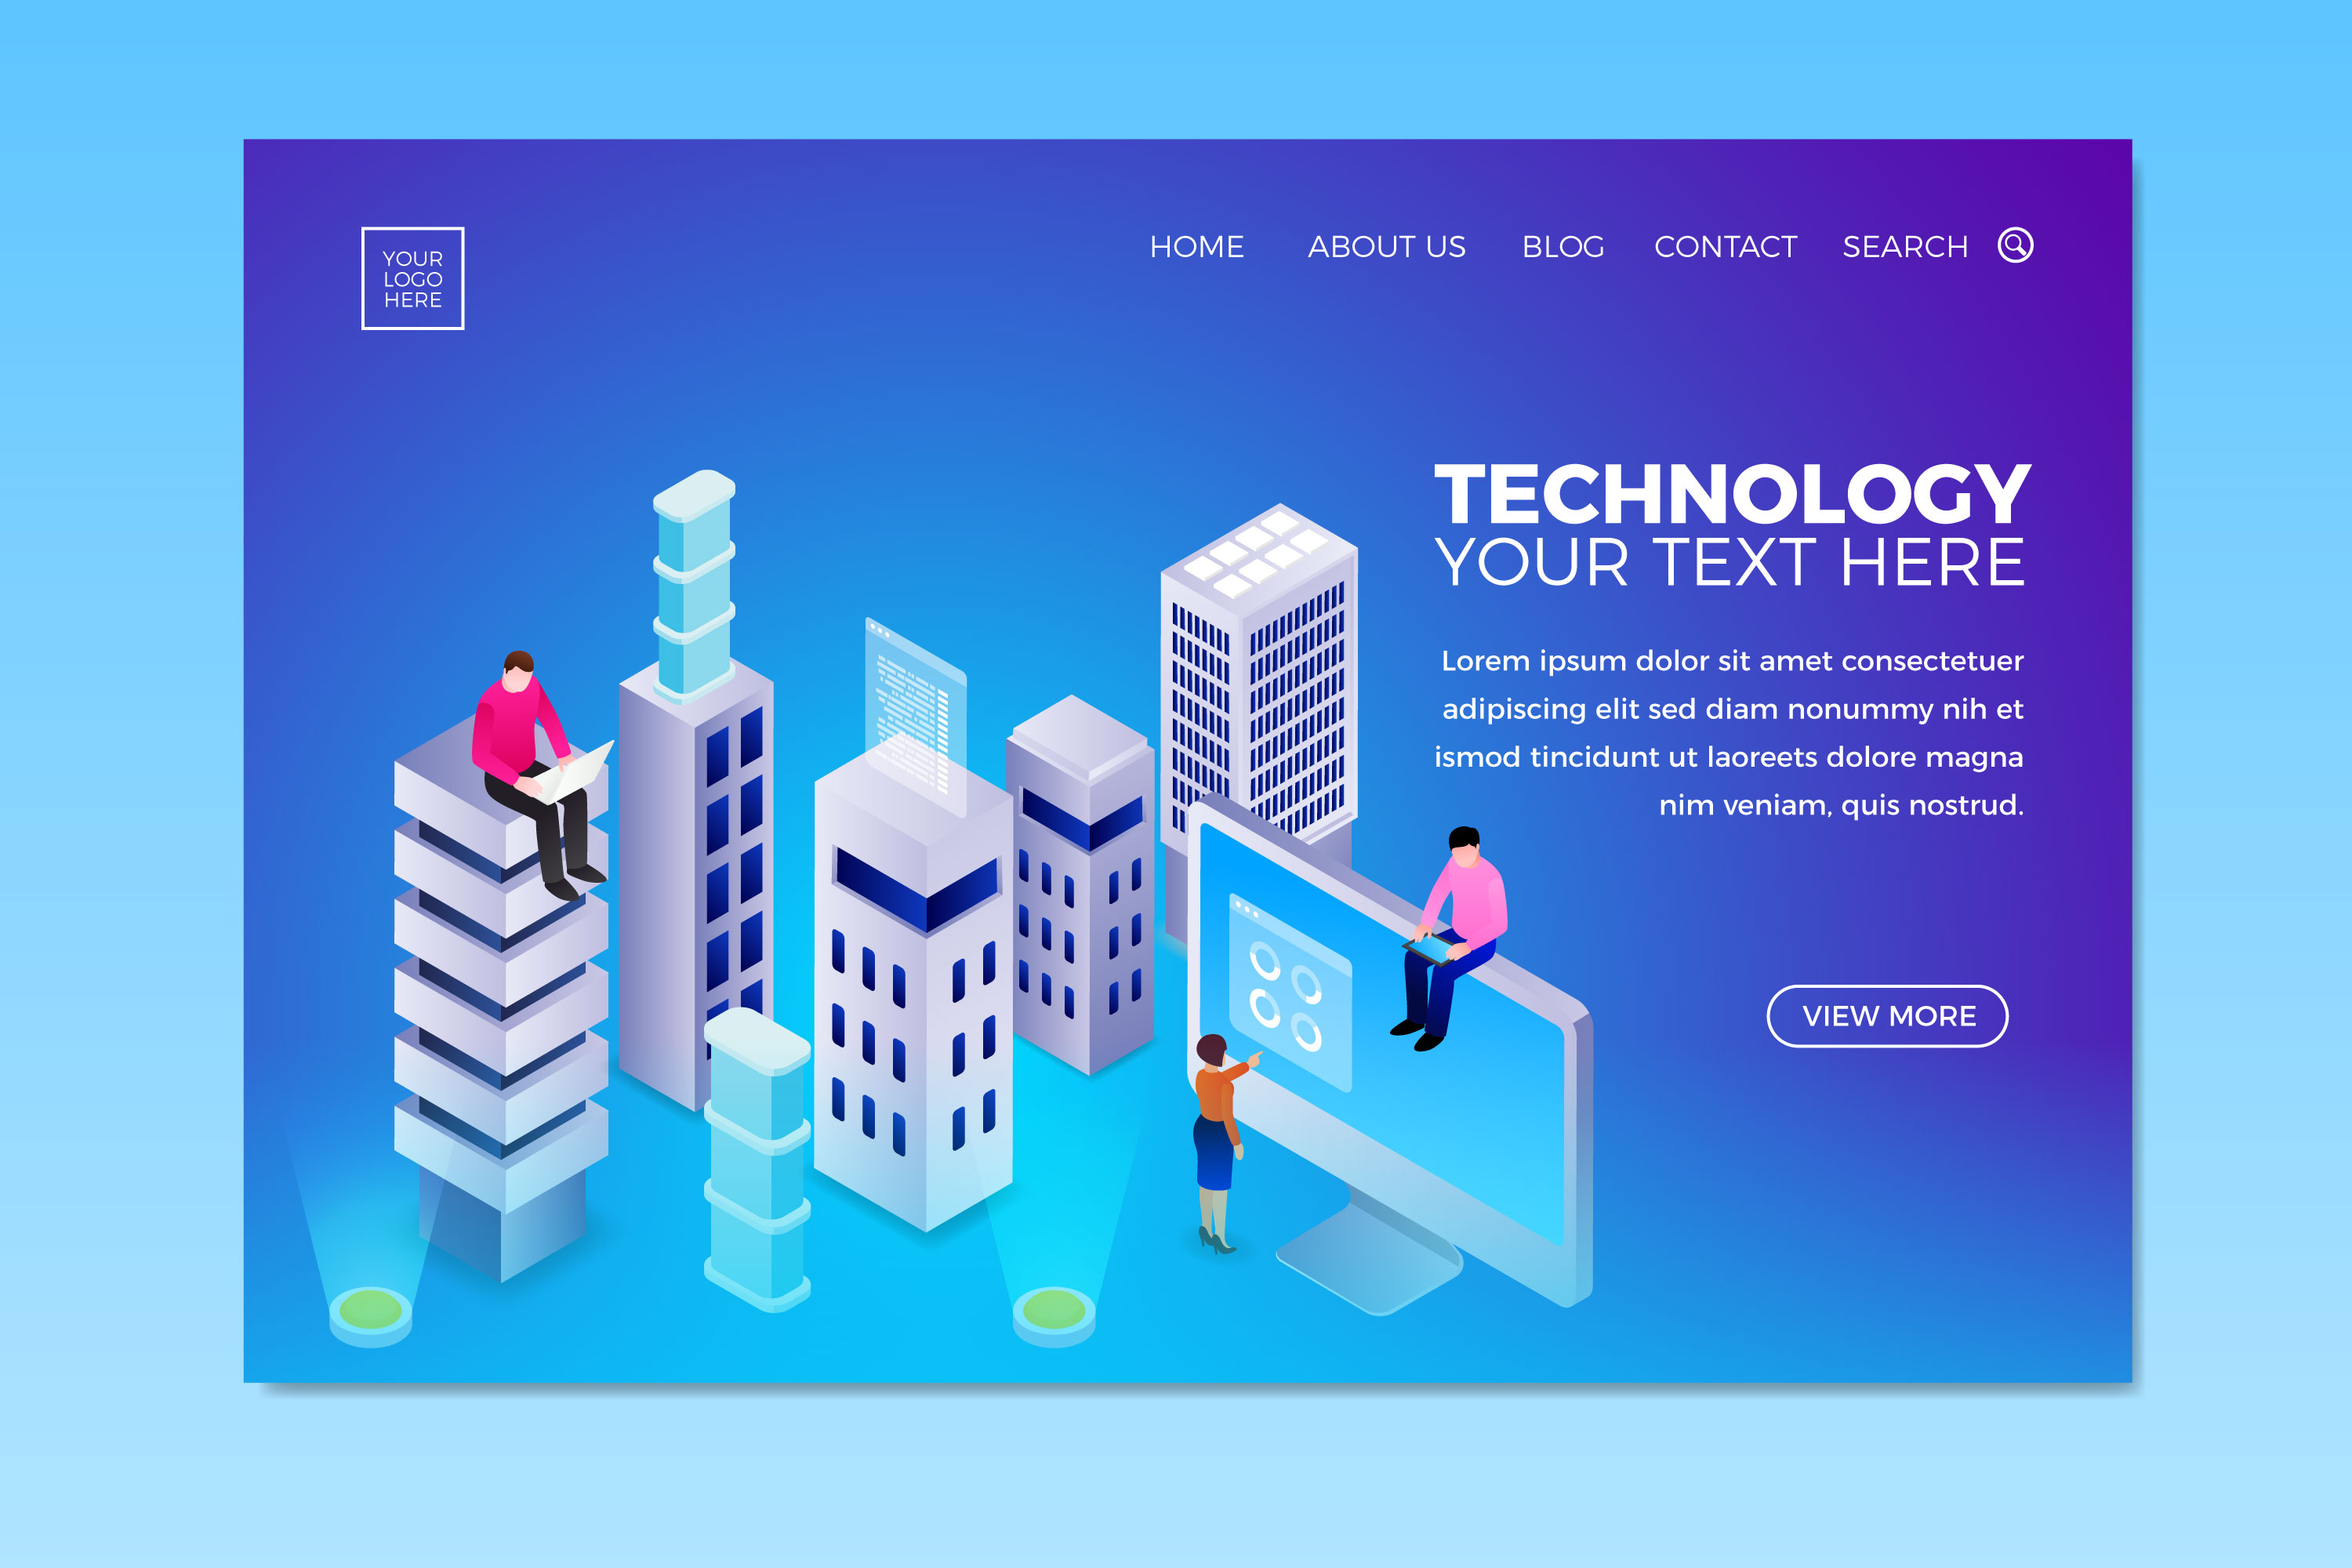 YOUR
LOGO
HERE
HOME ABOUT US BLOG CONTACT SEARCH
TECHNOLOGY
YOUR TEXT HERE
Lorem ipsum dolor sit amet consectetuer
adipiscing elit sed diam nonummy nih et
ismod tincidunt ut laoreets dolore magna
nim veniam, quis nostrud.
VIEW MORE